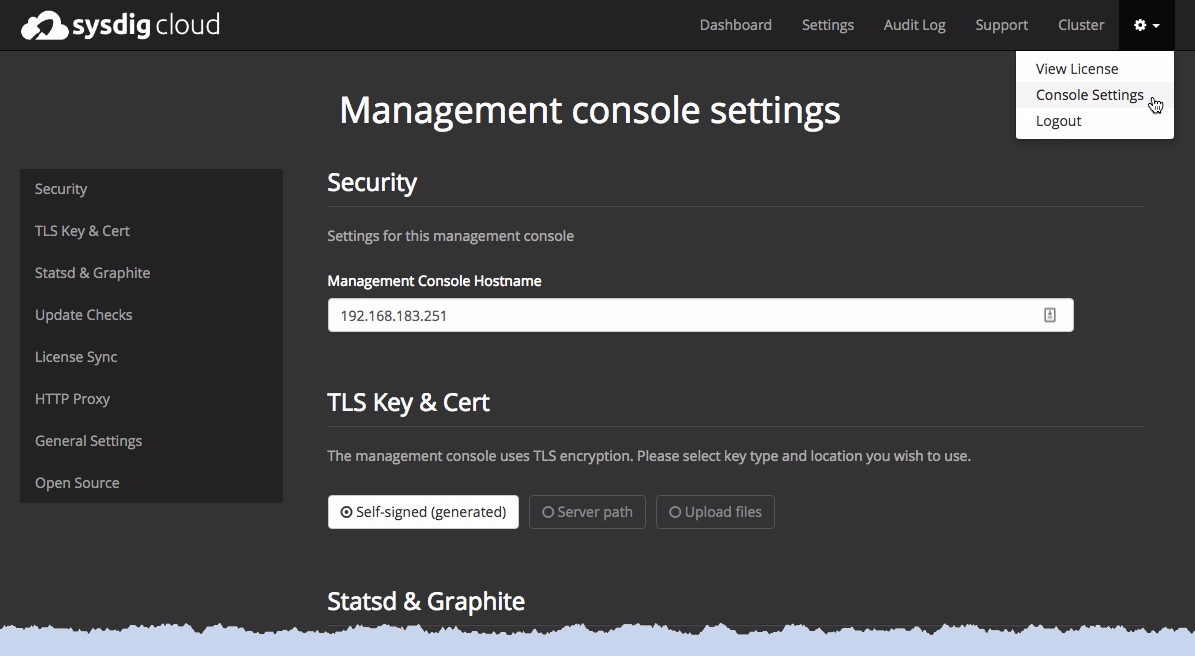 sysdig cloud
Dashboard Settings Audit Log Support Cluster
View License
Console Settings
Logout
Management console settings
Security
TLS Key & Cert
Statsd & Graphite
Update Checks
License Sync
HTTP Proxy
General Settings
Open Source
Security
Settings for this management console
Management Console Hostname
192.168.183.251
TLS Key & Cert
The management console uses TLS encryption. Please select key type and location you wish to use.
Self-signed (generated) Server path Upload files
Statsd & Graphite